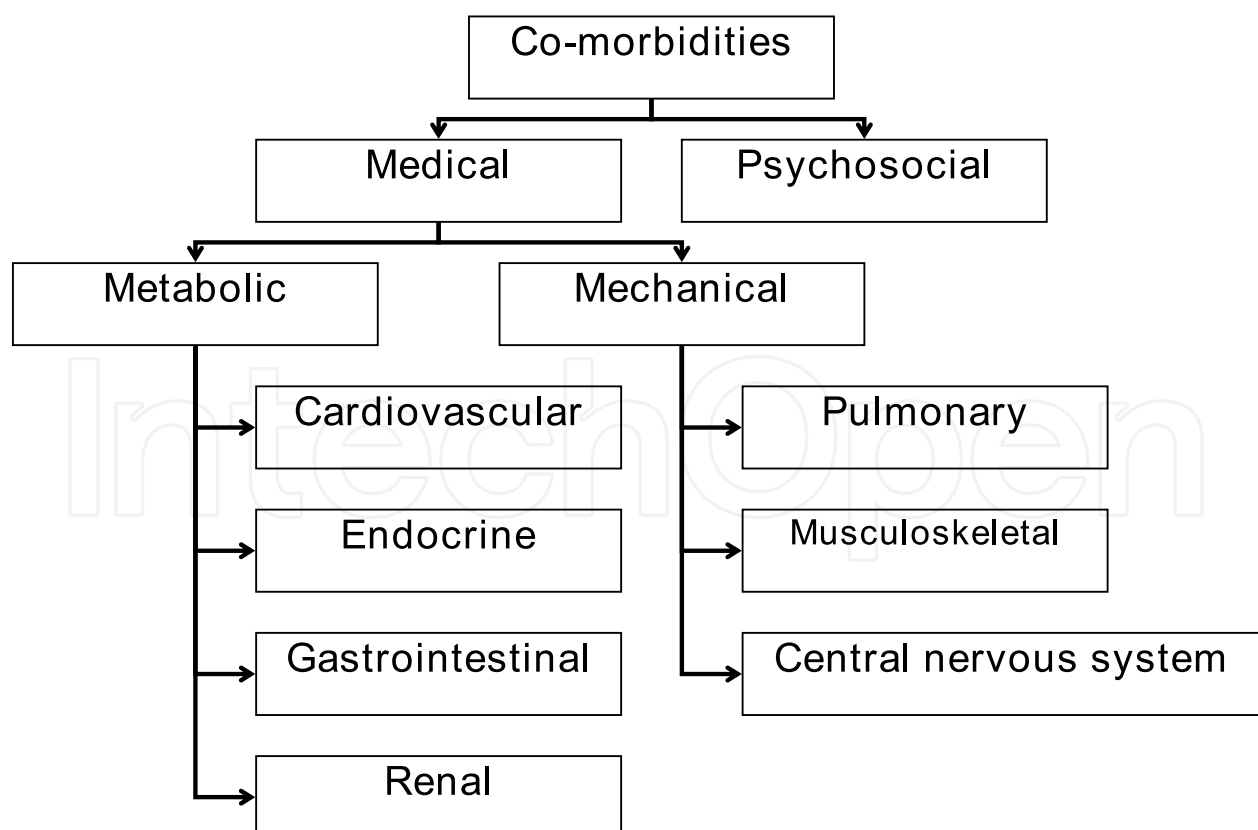 Co-morbidities
Medical
Psychosocial
Metabolic
Mechanical
Cardiovascular
Endocrine
Gastrointestinal
Renal
Pulmonary
Musculoskeletal
Central nervous system
IntechOpen